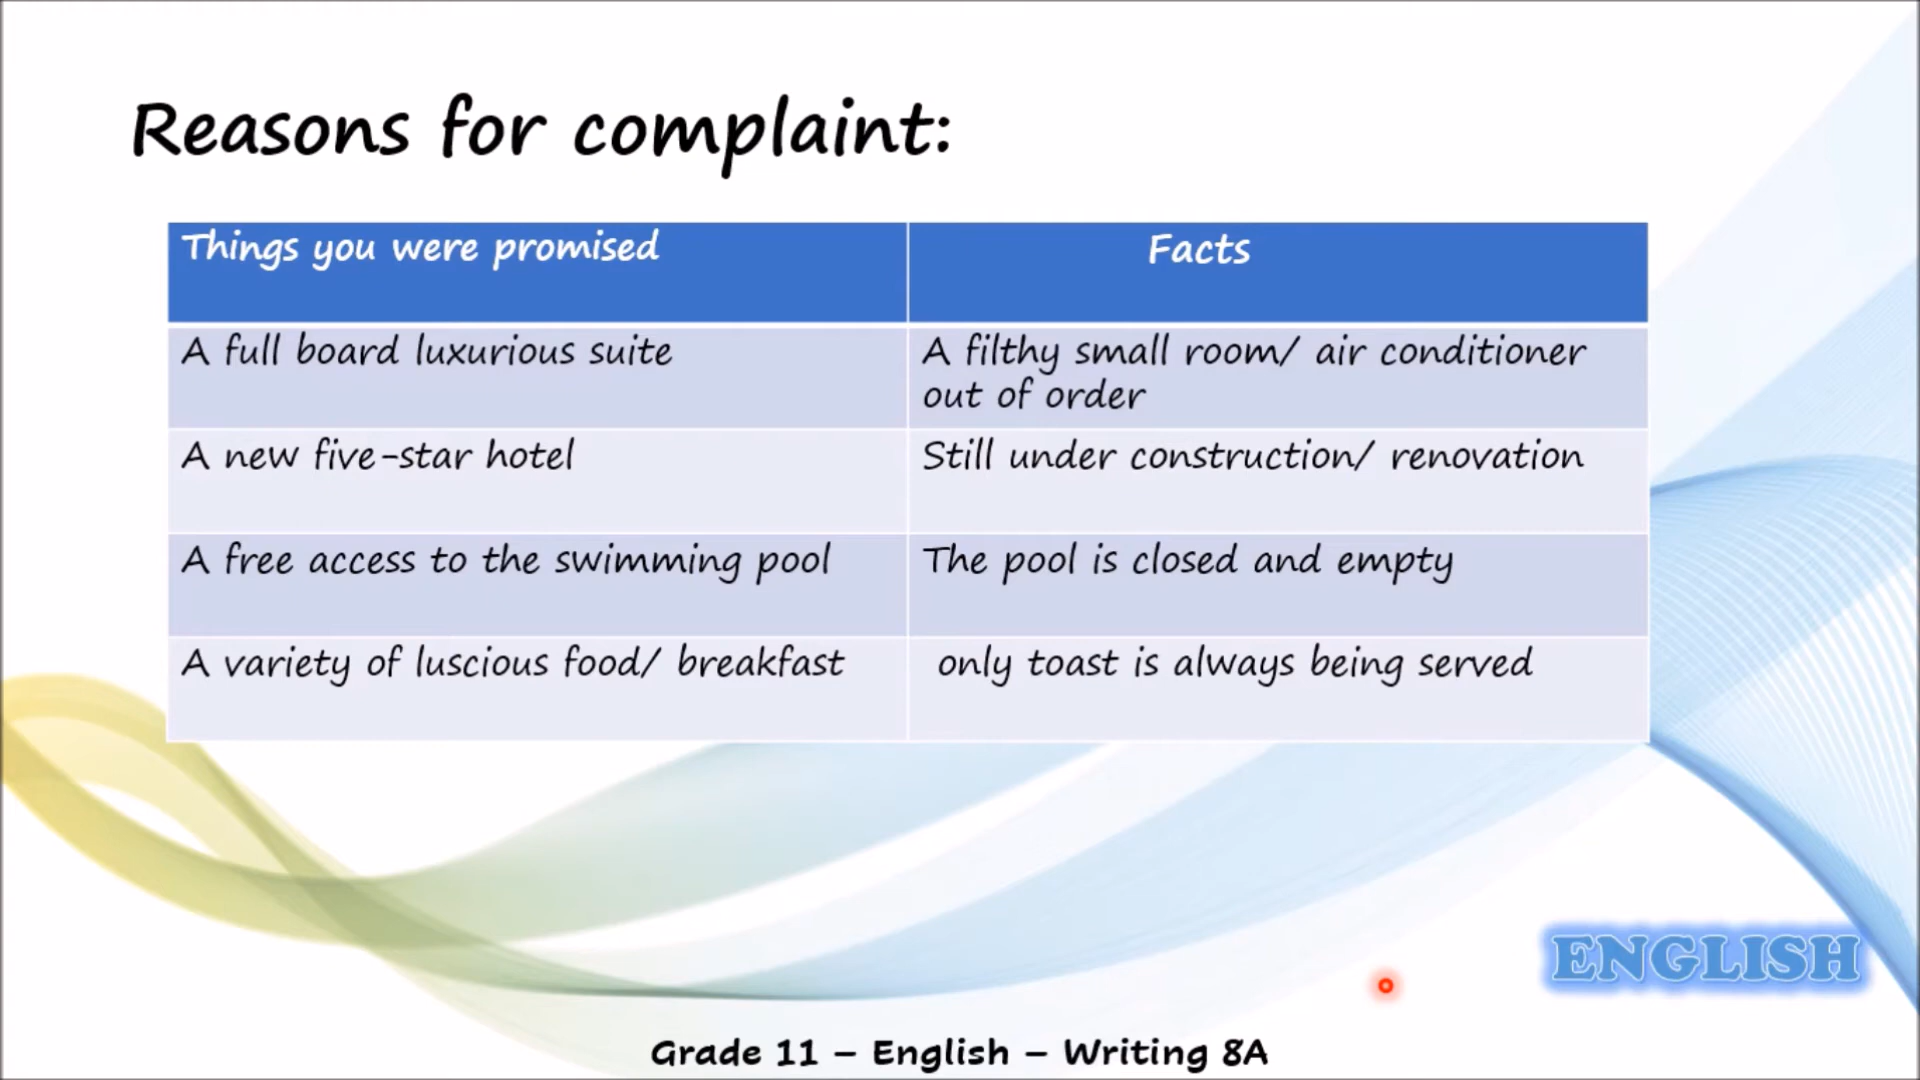 Reasons for complaint:
Things you were promised
Facts
A full board luxurious suite
A filthy small room/ air conditioner
out of order
A new five-star hotel
Still under construction/ renovation
A free access to the swimming pool
The pool is closed and empty
A variety of luscious food/ breakfast
only toast is always being served
ENGLISH
Grade 11 – English – Writing 8A